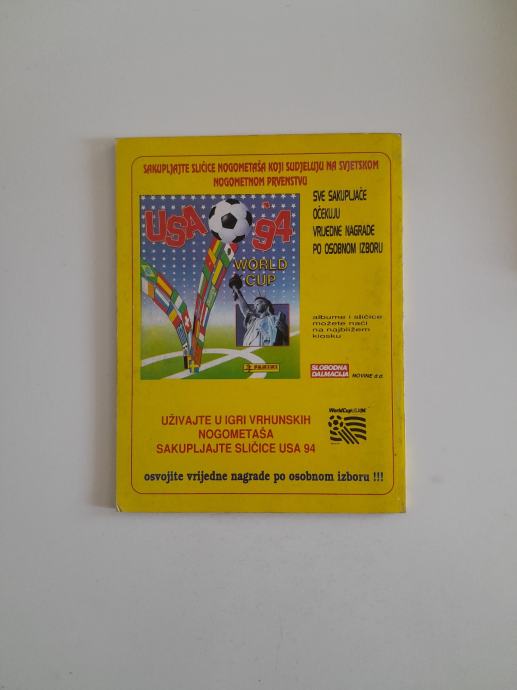 SAKUPLJAJTE SLIČICE NOGOMETAŠA KOJI SUDJELUJU NA SVJETSKOM
NOGOMETNOM PRVENSTVU
USA '94
WORLD
CUP
PANINI
SVE SAKUPLJAČE
OČEKUJU
VRIJEDNE NAGRADE
PO OSOBNOM IZBORU
albume i sličice
možete naći
na najbližem
kiosku
SLOBODNA
DALMACIJA
NOVINE d.d.
UŽIVAJTE U IGRI VRHUNSKIH
NOGOMETAŠA
SAKUPLJAJTE SLIČICE USA 94
WorldCupUSA94
osvojite vrijedne nagrade po osobnom izboru !!!